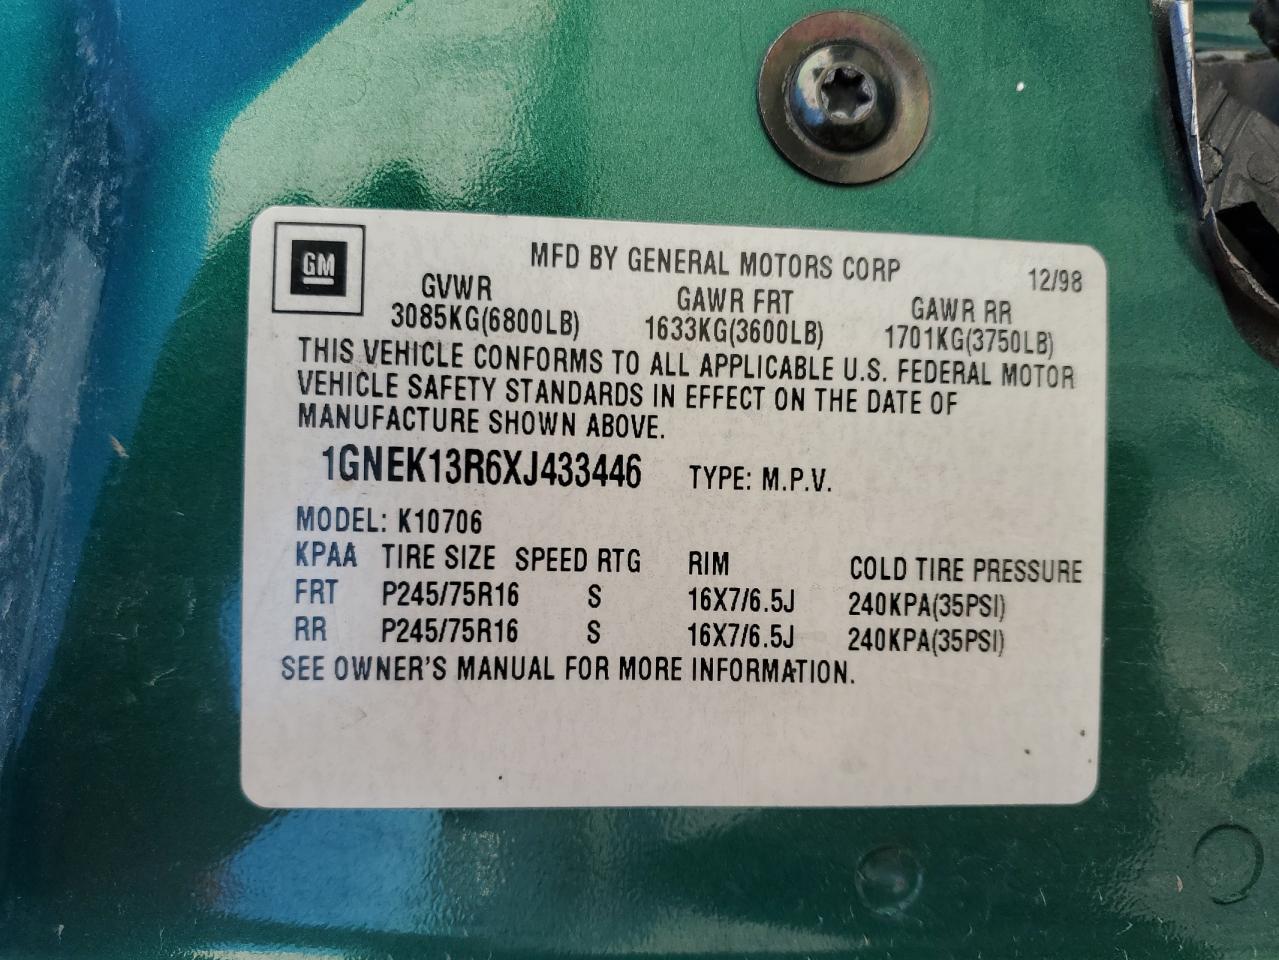 GM
MFD BY GENERAL MOTORS CORP 12/98
GVWR GAWR FRT GAWR RR
3085KG(6800LB) 1633KG(3600LB) 1701KG(3750LB)
THIS VEHICLE CONFORMS TO ALL APPLICABLE U.S. FEDERAL MOTOR
VEHICLE SAFETY STANDARDS IN EFFECT ON THE DATE OF
MANUFACTURE SHOWN ABOVE.
1GNEK13R6XJ433446 TYPE: M.P.V.
MODEL: K10706
KPAA TIRE SIZE SPEED RTG RIM COLD TIRE PRESSURE
FRT P245/75R16 S 16X7/6.5J 240KPA(35PSI)
RR P245/75R16 S 16X7/6.5J 240KPA(35PSI)
SEE OWNER'S MANUAL FOR MORE INFORMATION.